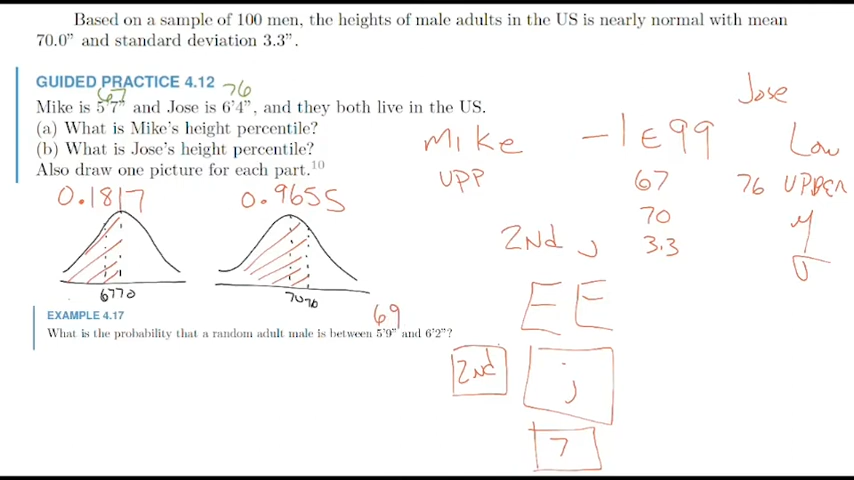 Based on a sample of 100 men, the heights of male adults in the US is nearly normal with mean
70.0” and standard deviation 3.3”.
GUIDED PRACTICE 4.12
67 76
Mike is 5’7” and Jose is 6’4”, and they both live in the US.
(a) What is Mike’s height percentile?
(b) What is Jose’s height percentile?
Also draw one picture for each part.10
0.1817 0.9655
67 70 70 76
EXAMPLE 4.17
69
What is the probability that a random adult male is between 5’9” and 6’2”?
Jose
Mike -1E99 Low
UPP 67 76 UPPER
70 μ
2nd , 3.3 σ
EE
2nd ,
7